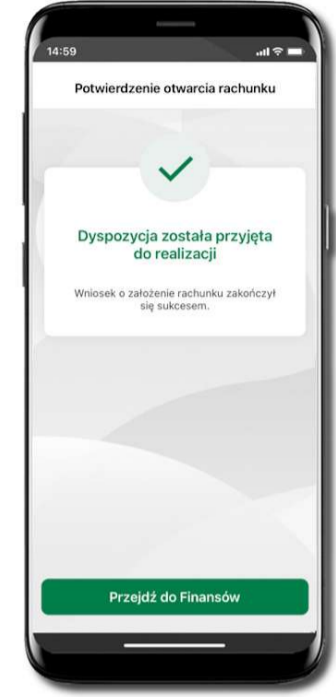 14:59
Potwierdzenie otwarcia rachunku
Dyspozycja została przyjęta
do realizacji
Wniosek o założenie rachunku zakończył
się sukcesem.
Przejdź do Finansów